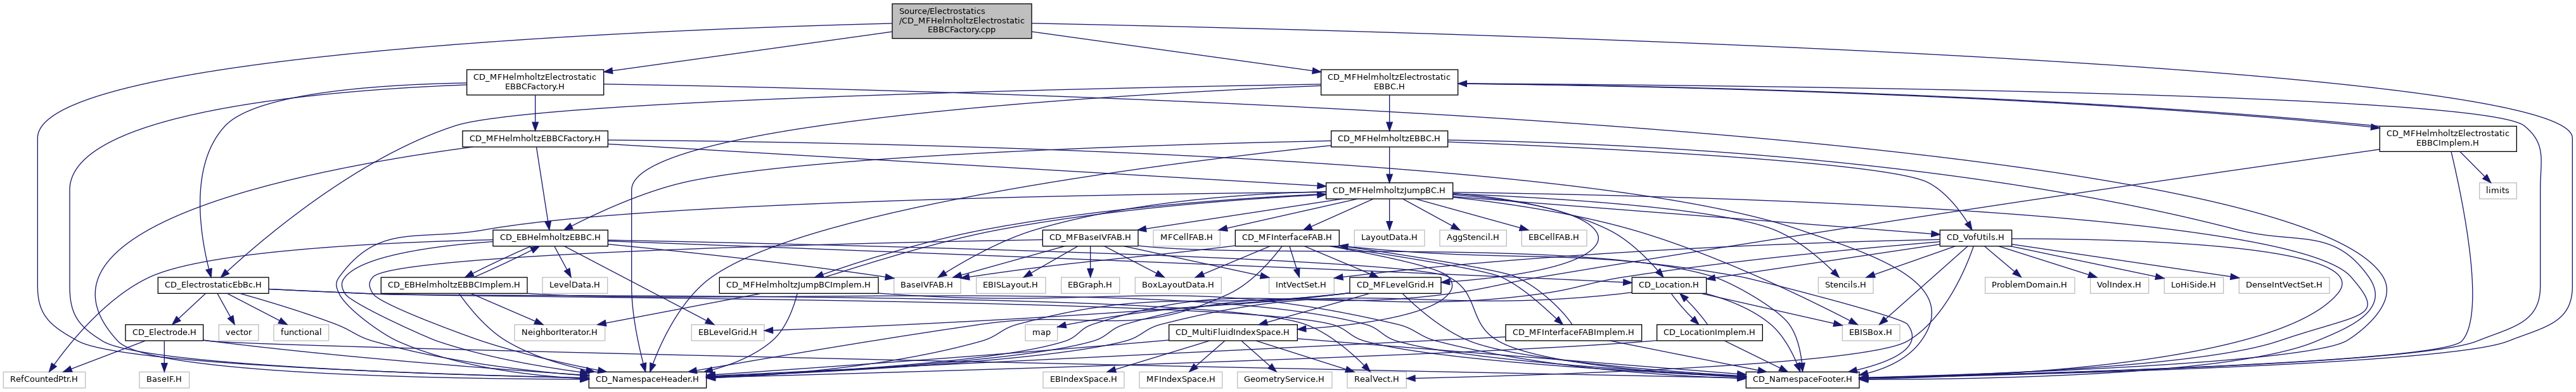 Source/Electrostatics
/CD_MFHelmholtzElectrostatic
EBBCFactory.cpp
CD_MFHelmholtzElectrostatic
EBBCFactory.H
CD_MFHelmholtzElectrostatic
EBBC.H
CD_MFHelmholtzEBBCFactory.H
CD_MFHelmholtzEBBC.H
CD_MFHelmholtzElectrostatic
EBBCImplem.H
CD_MFHelmholtzJumpBC.H
limits
CD_EBHelmholtzEBBC.H
CD_MFBaseIVFAB.H
MFCellFAB.H
CD_MFInterfaceFAB.H
LayoutData.H
AggStencil.H
EBCellFAB.H
CD_VofUtils.H
CD_ElectrostaticEbBc.H
CD_EBHelmholtzEBBCImplem.H
LevelData.H
CD_MFHelmholtzJumpBCImplem.H
BaseIVFAB.H
EBISLayout.H
EBGraph.H
BoxLayoutData.H
IntVectSet.H
CD_MFLevelGrid.H
CD_Location.H
Stencils.H
ProblemDomain.H
VolIndex.H
LoHiSide.H
DenseIntVectSet.H
CD_Electrode.H
vector
functional
NeighborIterator.H
EBLevelGrid.H
map
CD_MultiFluidIndexSpace.H
CD_MFInterfaceFABImplem.H
CD_LocationImplem.H
EBISBox.H
RefCountedPtr.H
BaseIF.H
CD_NamespaceHeader.H
EBIndexSpace.H
MFIndexSpace.H
GeometryService.H
RealVect.H
CD_NamespaceFooter.H